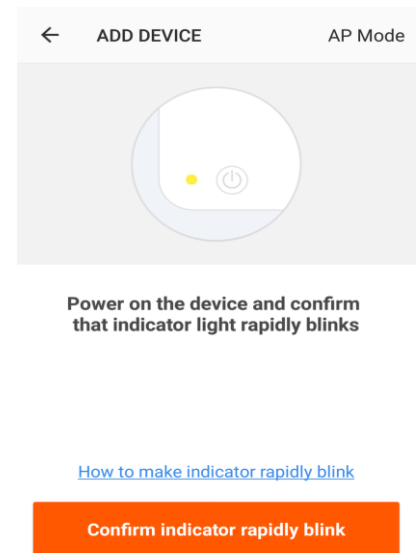 ADD DEVICE AP Mode
Power on the device and confirm
that indicator light rapidly blinks
How to make indicator rapidly blink
Confirm indicator rapidly blink